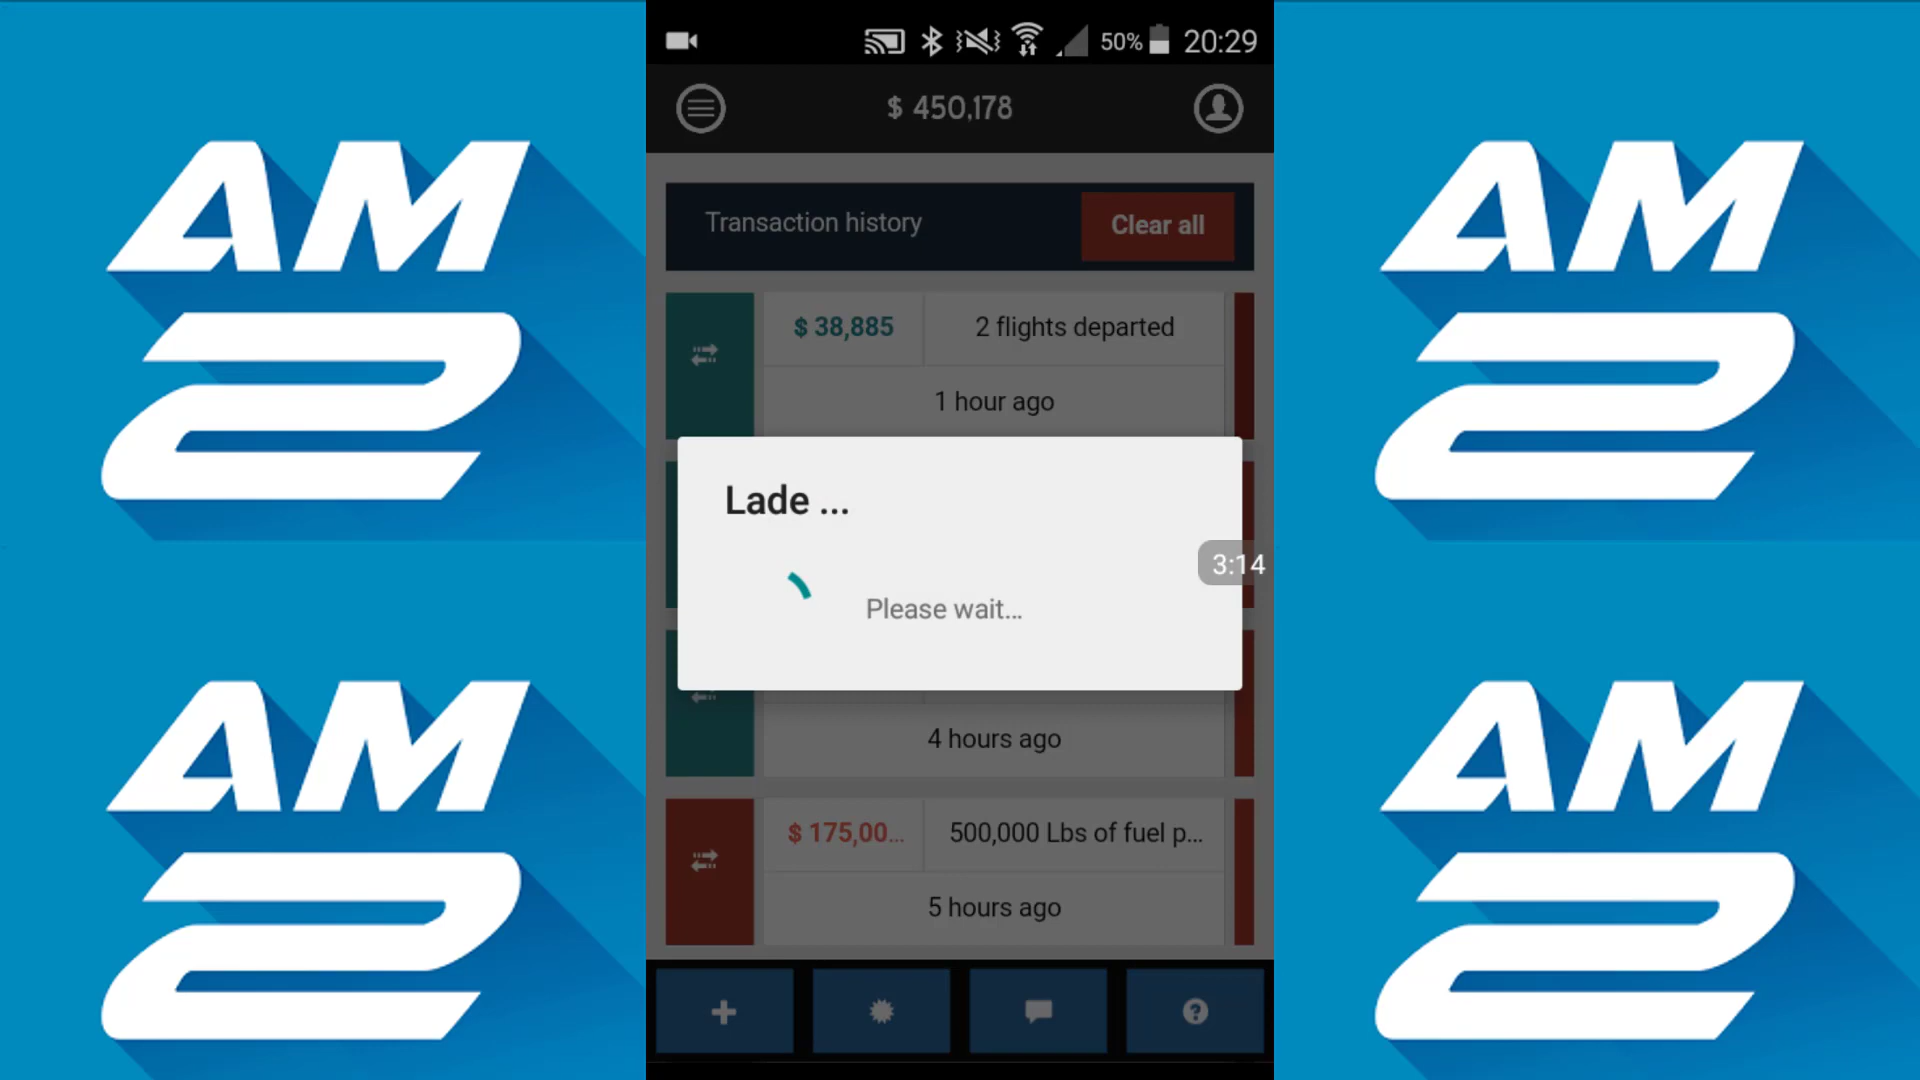 50% 20:29
$ 450,178
Transaction history
Clear all
$ 38,885
2 flights departed
1 hour ago
Lade ...
3:14
Please wait...
4 hours ago
$ 175,00...
500,000 Lbs of fuel p...
5 hours ago
AM
2
AM
2
AM
2
AM
2